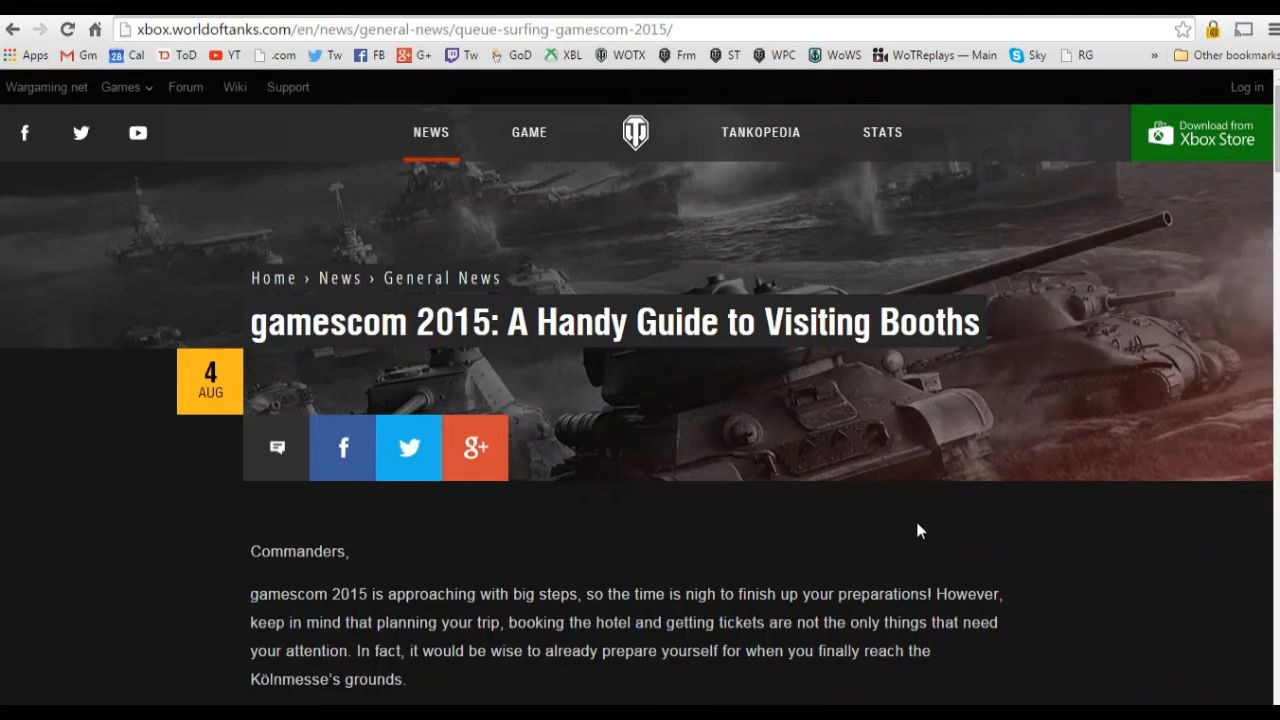 xbox.worldoftanks.com/en/news/general-news/queue-surfing-gamescom-2015/
Apps Gm 28 Cal ToD YT .com Tw FB G+ Tw GoD XBL WOTX Frm ST WPC WoWS WoTReplays — Main Sky RG » Other bookmarks
Wargaming.net Games Forum Wiki Support Log in
NEWS GAME TANKOPEDIA STATS
Download from
Xbox Store
Home › News › General News
gamescom 2015: A Handy Guide to Visiting Booths
4
AUG
Commanders,
gamescom 2015 is approaching with big steps, so the time is nigh to finish up your preparations! However,
keep in mind that planning your trip, booking the hotel and getting tickets are not the only things that need
your attention. In fact, it would be wise to already prepare yourself for when you finally reach the
Kölnmesse's grounds.